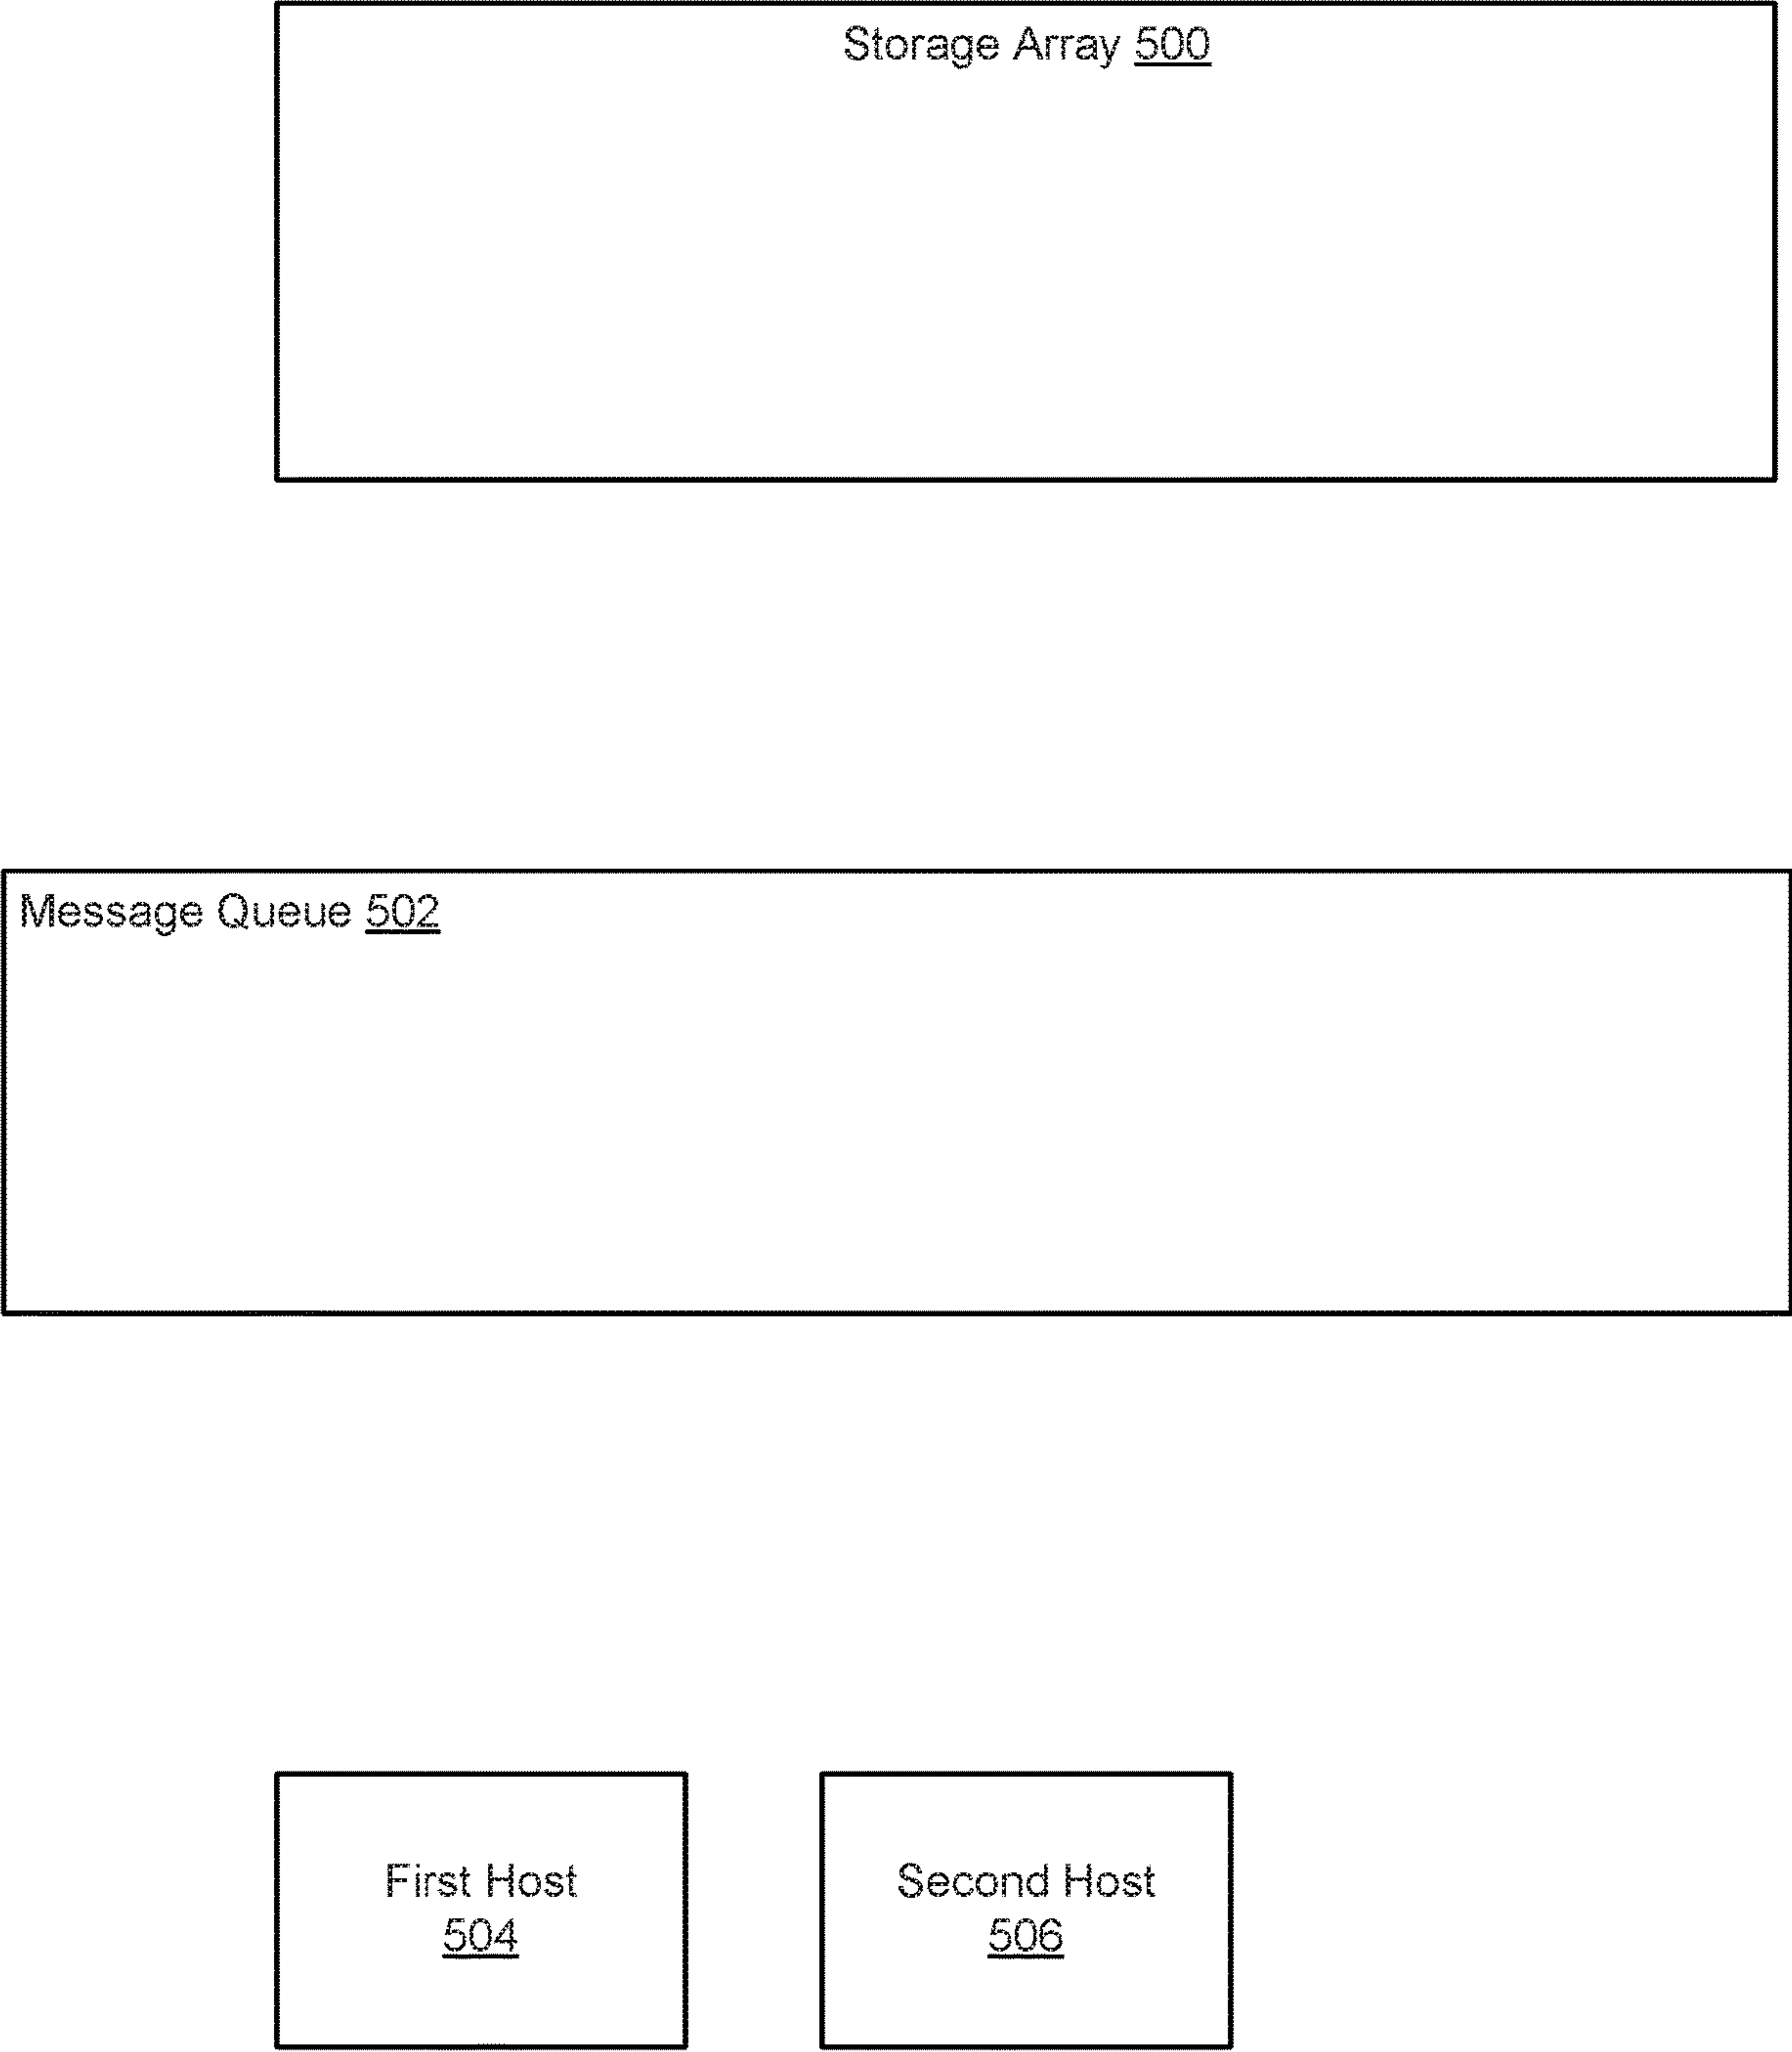 Storage Array 500
Message Queue 502
First Host
504
Second Host
506